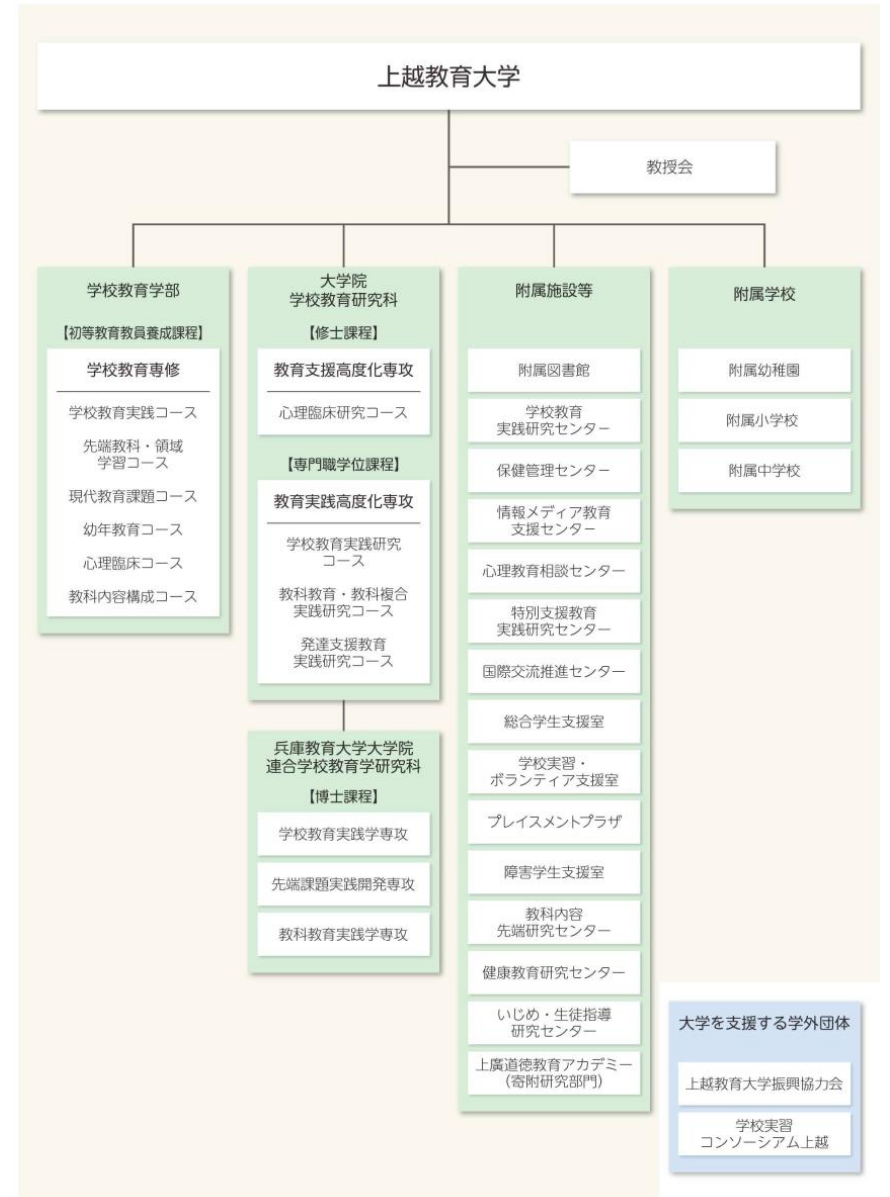 上越教育大学
教授会
学校教育学部
【初等教育教員養成課程】
学校教育専修
学校教育実践コース
先端教科・領域
学習コース
現代教育課題コース
幼年教育コース
心理臨床コース
教科内容構成コース
大学院
学校教育研究科
【修士課程】
教育支援高度化専攻
心理臨床研究コース
【専門職学位課程】
教育実践高度化専攻
学校教育実践研究
コース
教科教育・教科複合
実践研究コース
発達支援教育
実践研究コース
兵庫教育大学大学院
連合学校教育学研究科
【博士課程】
学校教育実践学専攻
先端課題実践開発専攻
教科教育実践学専攻
附属施設等
附属図書館
学校教育
実践研究センター
保健管理センター
情報メディア教育
支援センター
心理教育相談センター
特別支援教育
実践研究センター
国際交流推進センター
総合学生支援室
学校実習・
ボランティア支援室
プレイスメントプラザ
障害学生支援室
教科内容
先端研究センター
健康教育研究センター
いじめ・生徒指導
研究センター
上廣道徳教育アカデミー
(寄附研究部門)
附属学校
附属幼稚園
附属小学校
附属中学校
大学を支援する学外団体
上越教育大学振興協力会
学校実習
コンソーシアム上越